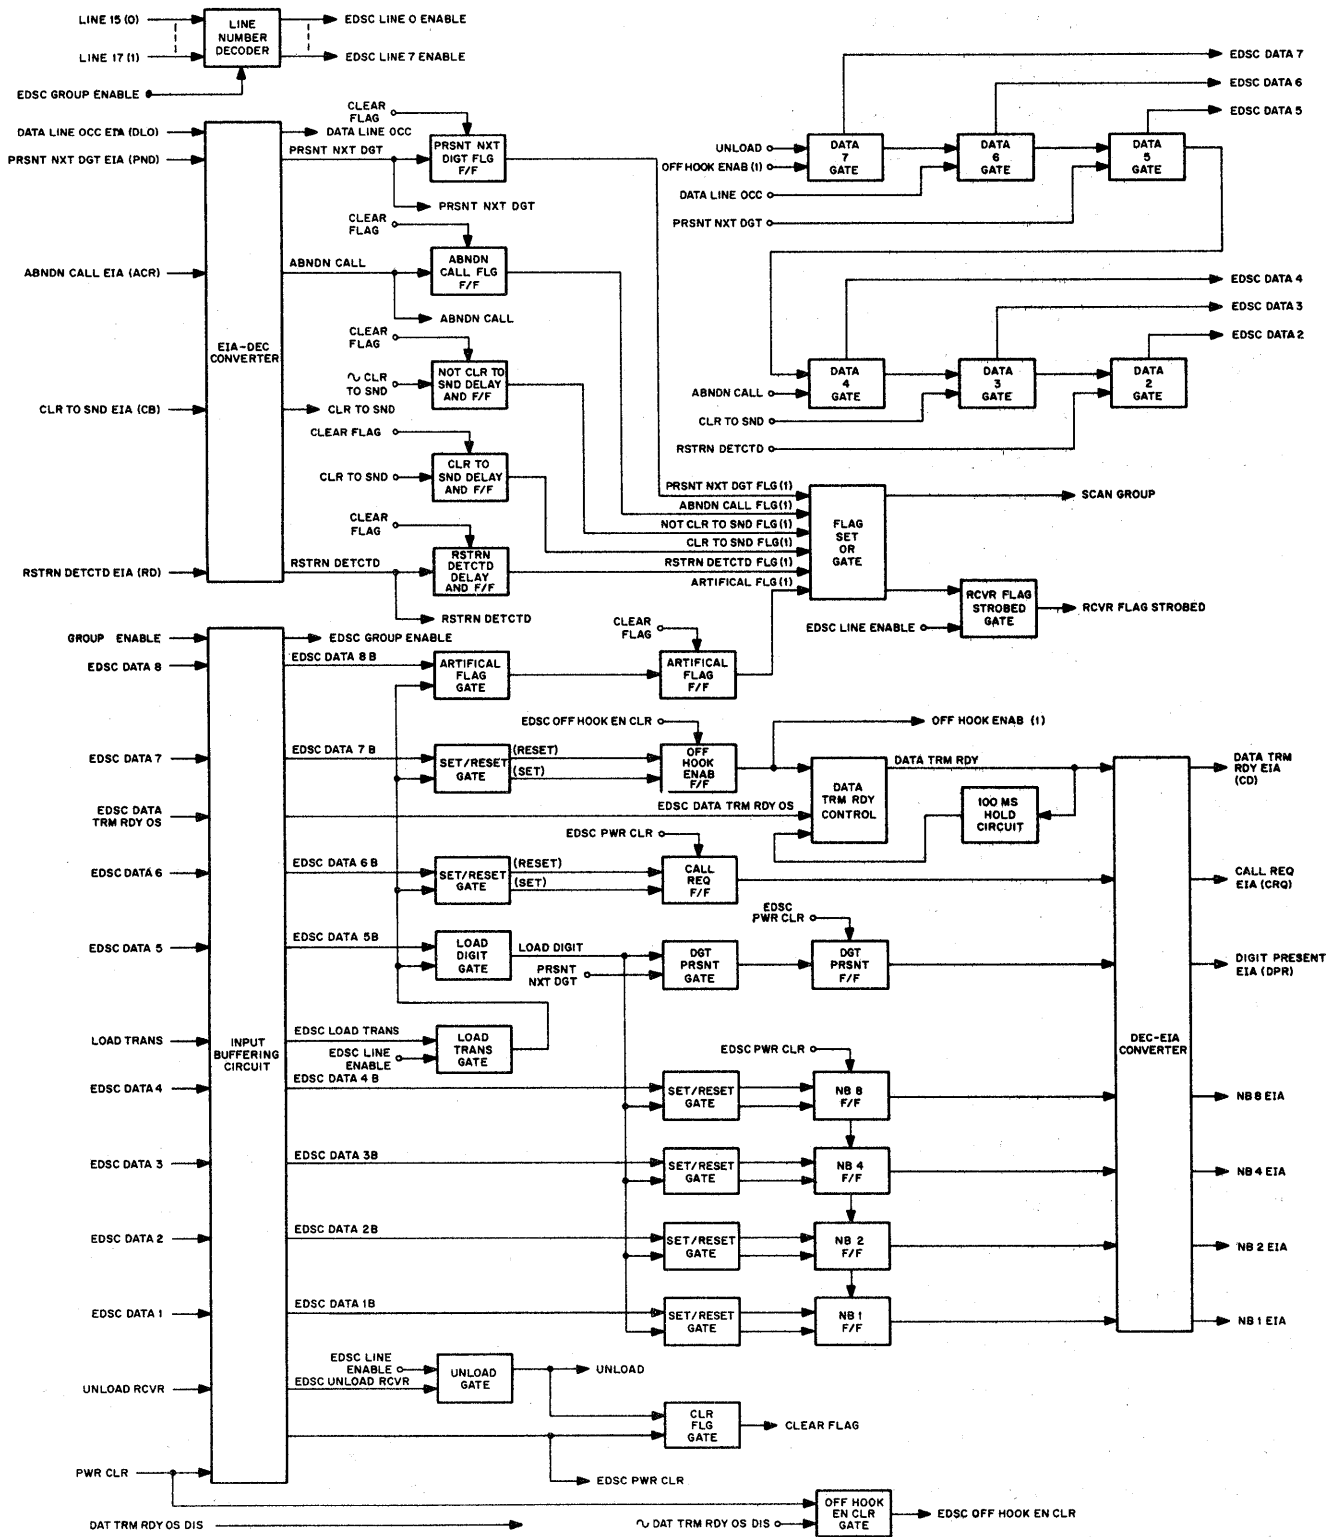 LINE 15 (0)
LINE 17 (1)
LINE
NUMBER
DECODER
EDSC LINE 0 ENABLE
EDSC LINE 7 ENABLE
EDSC GROUP ENABLE
DATA LINE OCC EIA (DLO)
PRSNT NXT DGT EIA (PND)
ABNDN CALL EIA (ACR)
CLR TO SND EIA (CB)
RSTRN DETCTD EIA (RD)
EIA-DEC
CONVERTER
DATA LINE OCC
PRSNT NXT DGT
PRSNT NXT DGT
ABNDN CALL
ABNDN CALL
CLR TO SND
RSTRN DETCTD
RSTRN DETCTD
CLEAR
FLAG
PRSNT NXT
DIGT FLG
F/F
CLEAR
FLAG
ABNDN
CALL FLG
F/F
CLEAR
FLAG
∿ CLR
TO SND
NOT CLR TO
SND DELAY
AND F/F
CLEAR FLAG
CLR TO SND
CLR TO
SND DELAY
AND F/F
CLEAR
FLAG
RSTRN
DETCTD
DELAY
AND F/F
UNLOAD
OFF HOOK ENAB (1)
DATA LINE OCC
PRSNT NXT DGT
DATA
7
GATE
DATA
6
GATE
DATA
5
GATE
EDSC DATA 7
EDSC DATA 6
EDSC DATA 5
ABNDN CALL
CLR TO SND
RSTRN DETCTD
DATA
4
GATE
DATA
3
GATE
DATA
2
GATE
EDSC DATA 4
EDSC DATA 3
EDSC DATA 2
PRSNT NXT DGT FLG (1)
ABNDN CALL FLG (1)
NOT CLR TO SND FLG (1)
CLR TO SND FLG (1)
RSTRN DETCTD FLG (1)
ARTIFICAL FLG (1)
FLAG
SET
OR
GATE
SCAN GROUP
EDSC LINE ENABLE
RCVR FLAG
STROBED
GATE
RCVR FLAG STROBED
GROUP ENABLE
EDSC DATA 8
EDSC DATA 7
EDSC DATA
TRM RDY OS
EDSC DATA 6
EDSC DATA 5
LOAD TRANS
EDSC DATA 4
EDSC DATA 3
EDSC DATA 2
EDSC DATA 1
UNLOAD RCVR
PWR CLR
INPUT
BUFFERING
CIRCUIT
EDSC GROUP ENABLE
EDSC DATA 8 B
ARTIFICAL
FLAG
GATE
CLEAR
FLAG
ARTIFICAL
FLAG
F/F
EDSC DATA 7 B
SET/RESET
GATE
(RESET)
(SET)
EDSC OFF HOOK EN CLR
OFF
HOOK
ENAB
F/F
OFF HOOK ENAB (1)
EDSC DATA TRM RDY OS
DATA
TRM RDY
CONTROL
DATA TRM RDY
100 MS
HOLD
CIRCUIT
EDSC DATA 6 B
SET/RESET
GATE
(RESET)
(SET)
EDSC PWR CLR
CALL
REQ
F/F
EDSC DATA 5B
LOAD
DIGIT
GATE
LOAD DIGIT
PRSNT
NXT DGT
DGT
PRSNT
GATE
EDSC
PWR CLR
DGT
PRSNT
F/F
EDSC LOAD TRANS
EDSC LINE
ENABLE
LOAD
TRANS
GATE
EDSC DATA 4 B
SET/RESET
GATE
EDSC PWR CLR
NB 8
F/F
EDSC DATA 3B
SET/RESET
GATE
NB 4
F/F
EDSC DATA 2B
SET/RESET
GATE
NB 2
F/F
EDSC DATA 1B
SET/RESET
GATE
NB 1
F/F
DEC-EIA
CONVERTER
DATA TRM
RDY EIA
(CD)
CALL REQ
EIA (CRQ)
DIGIT PRESENT
EIA (DPR)
NB 8 EIA
NB 4 EIA
NB 2 EIA
NB 1 EIA
EDSC LINE
ENABLE
EDSC UNLOAD RCVR
UNLOAD
GATE
UNLOAD
CLR
FLG
GATE
CLEAR FLAG
EDSC PWR CLR
DAT TRM RDY OS DIS
∿ DAT TRM RDY OS DIS
OFF HOOK
EN CLR
GATE
EDSC OFF HOOK EN CLR